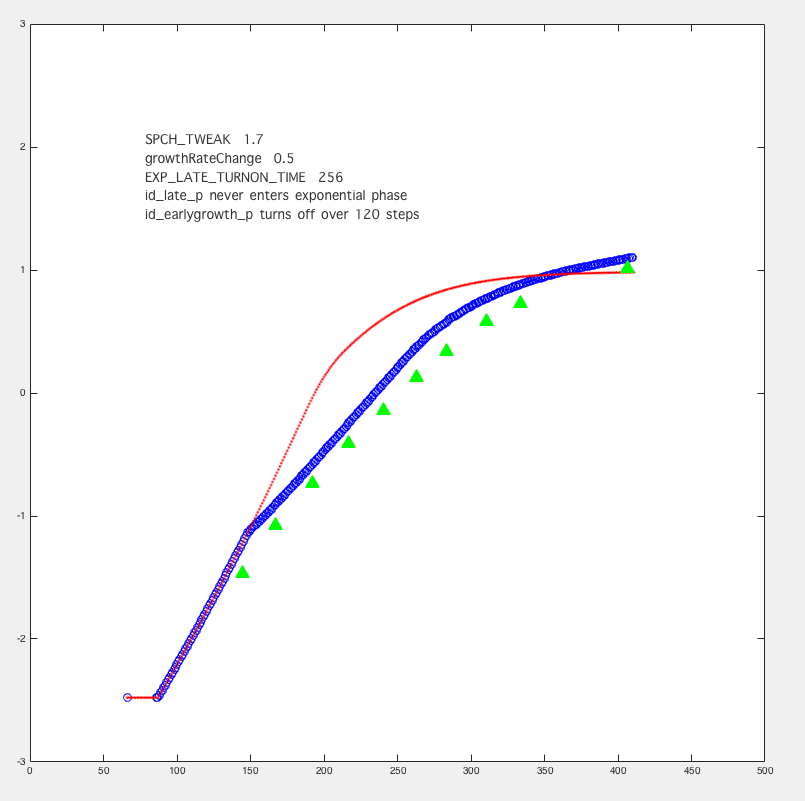 3
2
SPCH_TWEAK 1.7
growthRateChange 0.5
EXP_LATE_TURNON_TIME 256
id_late_p never enters exponential phase
id_earlygrowth_p turns off over 120 steps
1
0
-1
-2
-3
0 50 100 150 200 250 300 350 400 450 500